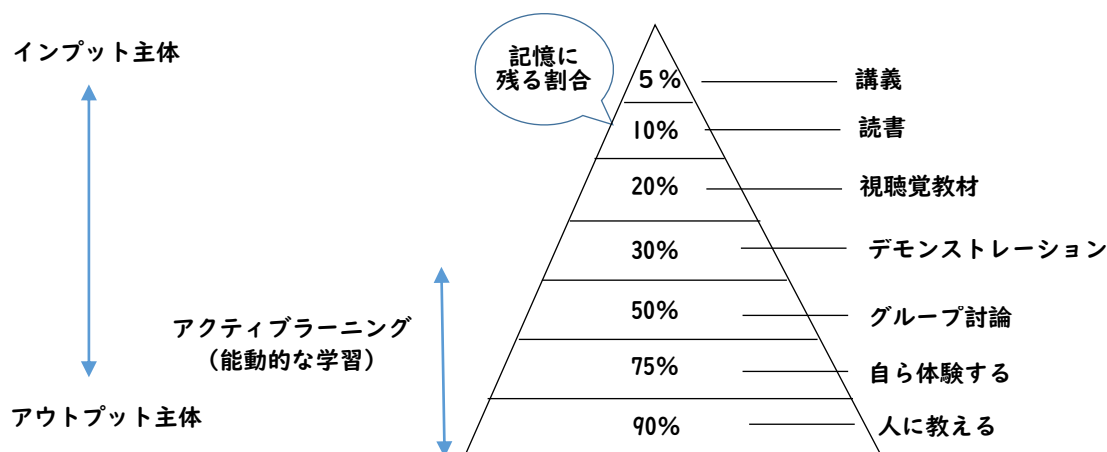 インプット主体
記憶に
残る割合
5%
講義
10%
読書
20%
視聴覚教材
30%
デモンストレーション
50%
グループ討論
アクティブラーニング
(能動的な学習)
75%
自ら体験する
アウトプット主体
90%
人に教える